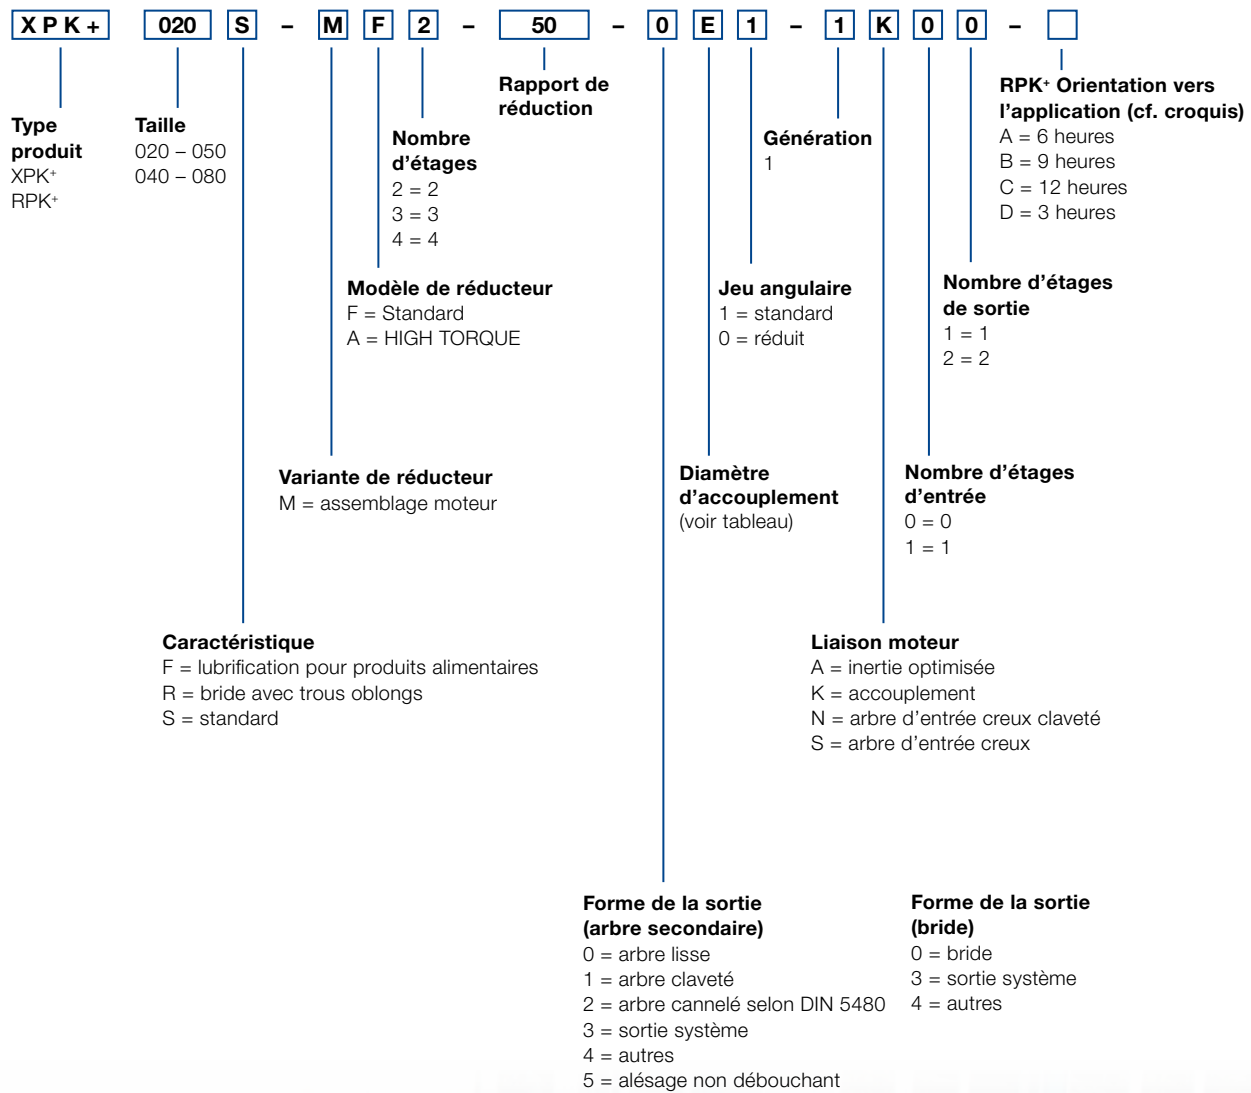 XPK+ 020 S – M F 2 – 50 – 0 E 1 – 1 K 0 0 –
Type
produit
XPK+
RPK+
Taille
020 – 050
040 – 080
Nombre
d’étages
2 = 2
3 = 3
4 = 4
Rapport de
réduction
Génération
1
RPK+ Orientation vers
l’application (cf. croquis)
A = 6 heures
B = 9 heures
C = 12 heures
D = 3 heures
Modèle de réducteur
F = Standard
A = HIGH TORQUE
Jeu angulaire
1 = standard
0 = réduit
Nombre d’étages
de sortie
1 = 1
2 = 2
Variante de réducteur
M = assemblage moteur
Diamètre
d’accouplement
(voir tableau)
Nombre d’étages
d’entrée
0 = 0
1 = 1
Caractéristique
F = lubrification pour produits alimentaires
R = bride avec trous oblongs
S = standard
Liaison moteur
A = inertie optimisée
K = accouplement
N = arbre d’entrée creux claveté
S = arbre d’entrée creux
Forme de la sortie
(arbre secondaire)
0 = arbre lisse
1 = arbre claveté
2 = arbre cannelé selon DIN 5480
3 = sortie système
4 = autres
5 = alésage non débouchant
Forme de la sortie
(bride)
0 = bride
3 = sortie système
4 = autres